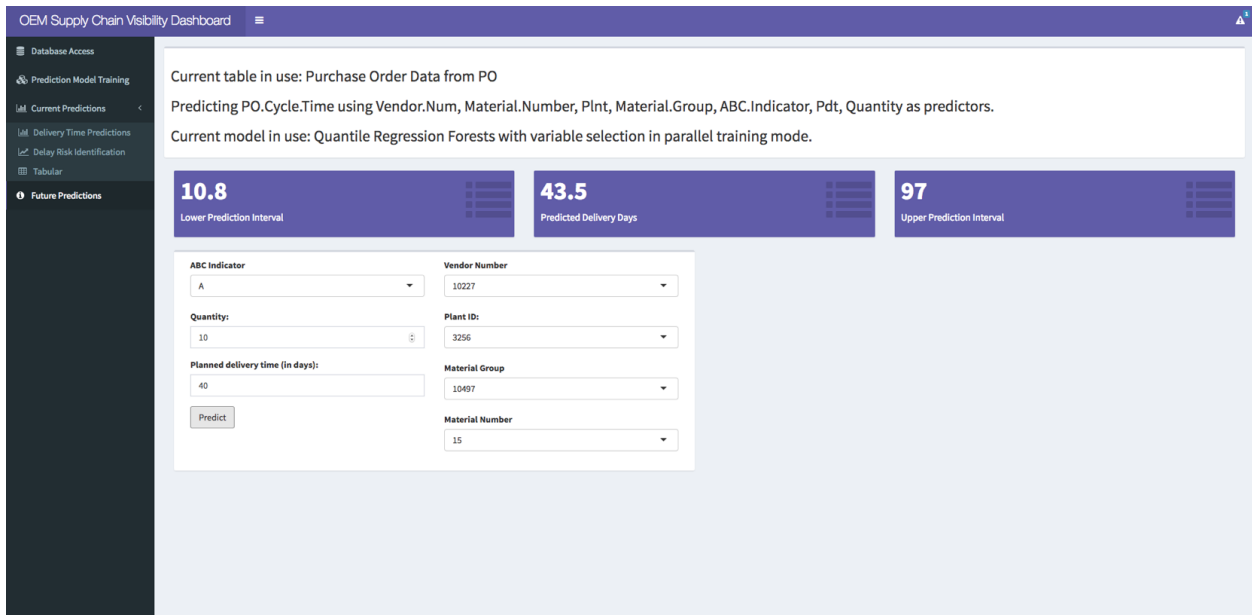 OEM Supply Chain Visibility Dashboard
1
Database Access
Prediction Model Training
Current Predictions
Delivery Time Predictions
Delay Risk Identification
Tabular
Future Predictions
Current table in use: Purchase Order Data from PO
Predicting PO.Cycle.Time using Vendor.Num, Material.Number, Plnt, Material.Group, ABC.Indicator, Pdt, Quantity as predictors.
Current model in use: Quantile Regression Forests with variable selection in parallel training mode.
10.8
Lower Prediction Interval
43.5
Predicted Delivery Days
97
Upper Prediction Interval
ABC Indicator
A
Quantity:
10
Planned delivery time (in days):
40
Predict
Vendor Number
10227
Plant ID:
3256
Material Group
10497
Material Number
15